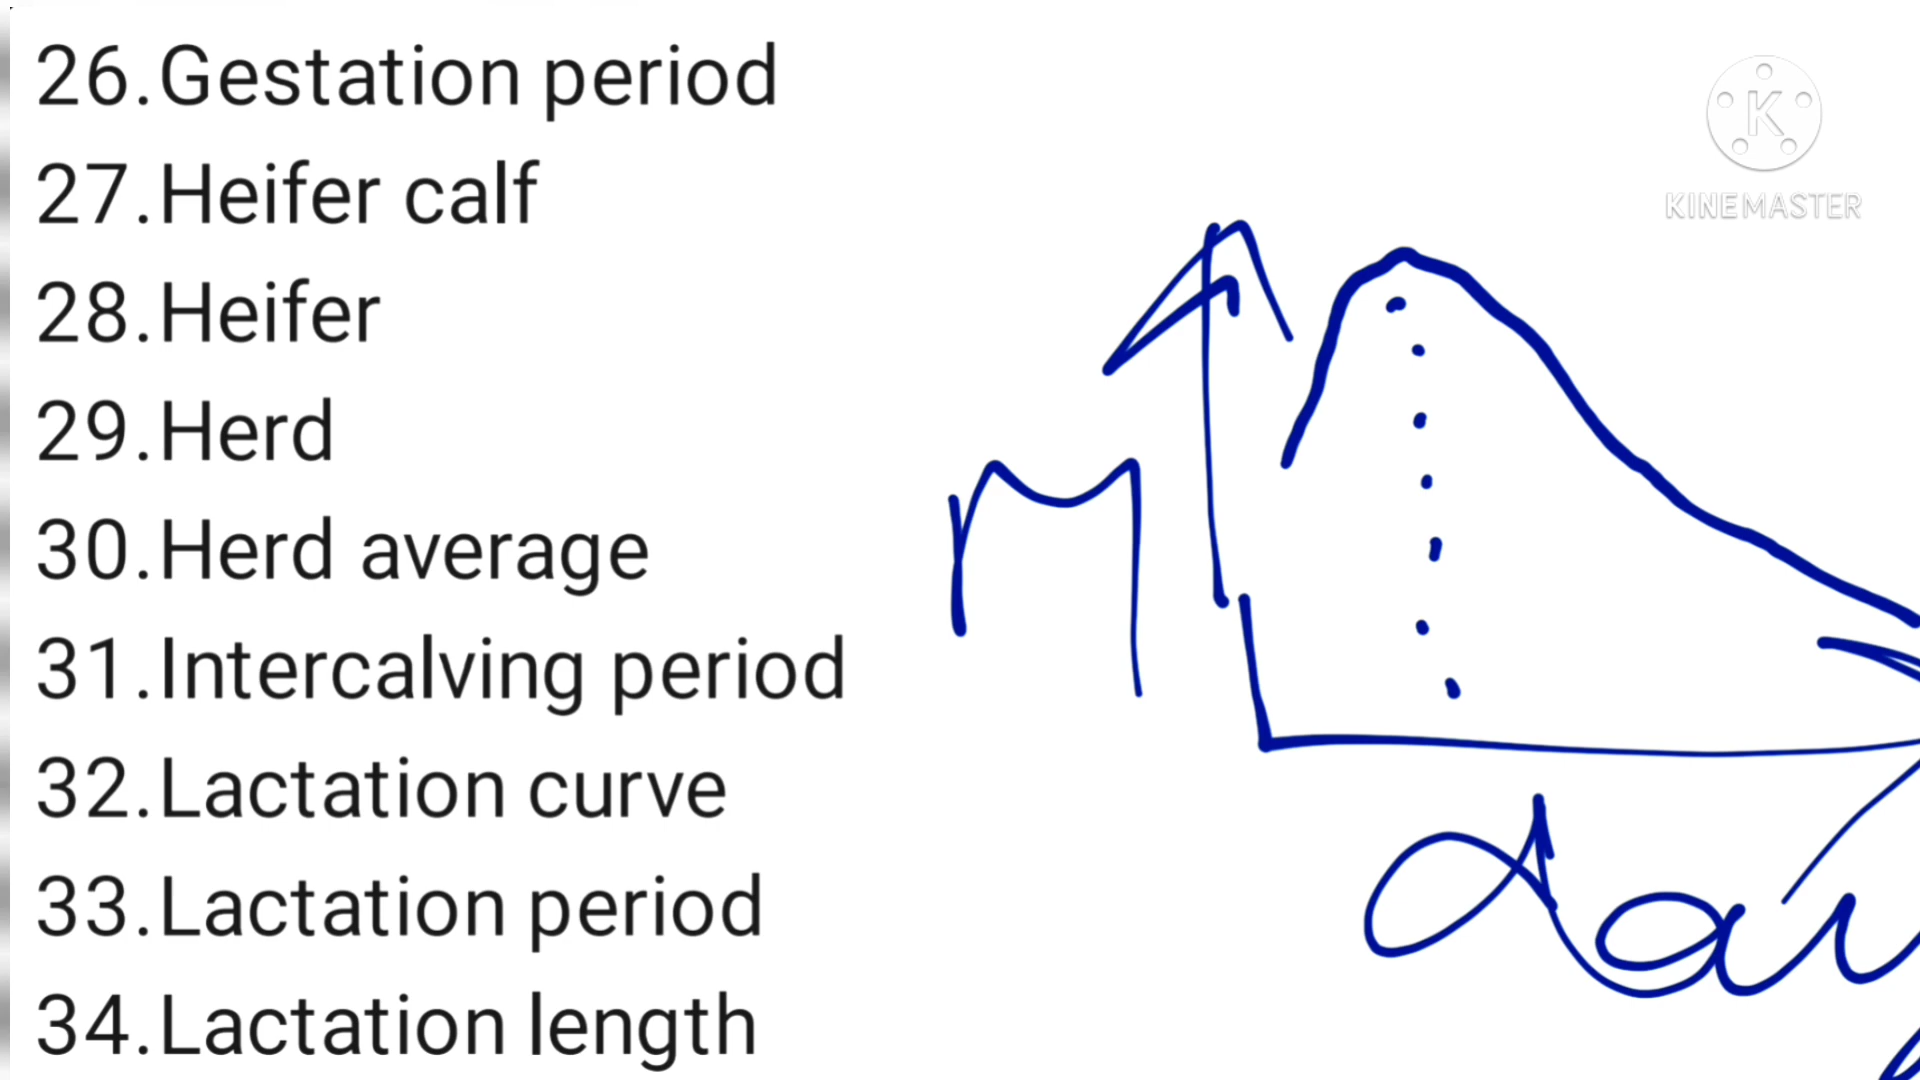 26.Gestation period
27.Heifer calf
28.Heifer
29.Herd
30.Herd average
31.Intercalving period
32.Lactation curve
33.Lactation period
34.Lactation length
K
KINEMASTER
m